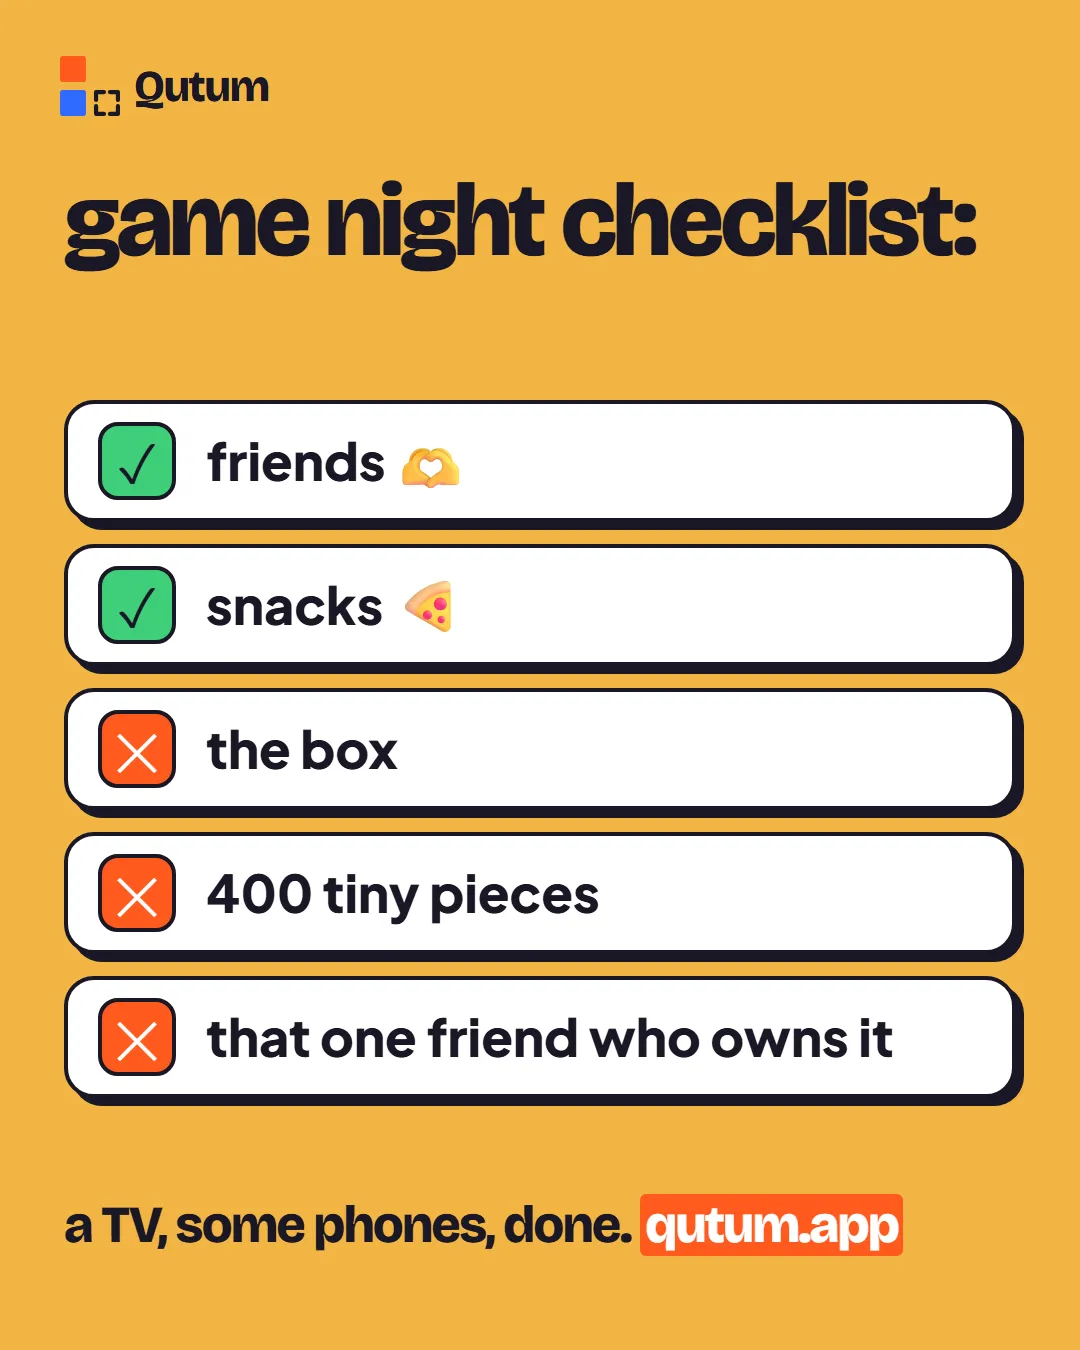 Qutum
game night checklist:
✓ friends 🫶
✓ snacks 🍕
✕ the box
✕ 400 tiny pieces
✕ that one friend who owns it
a TV, some phones, done. qutum.app